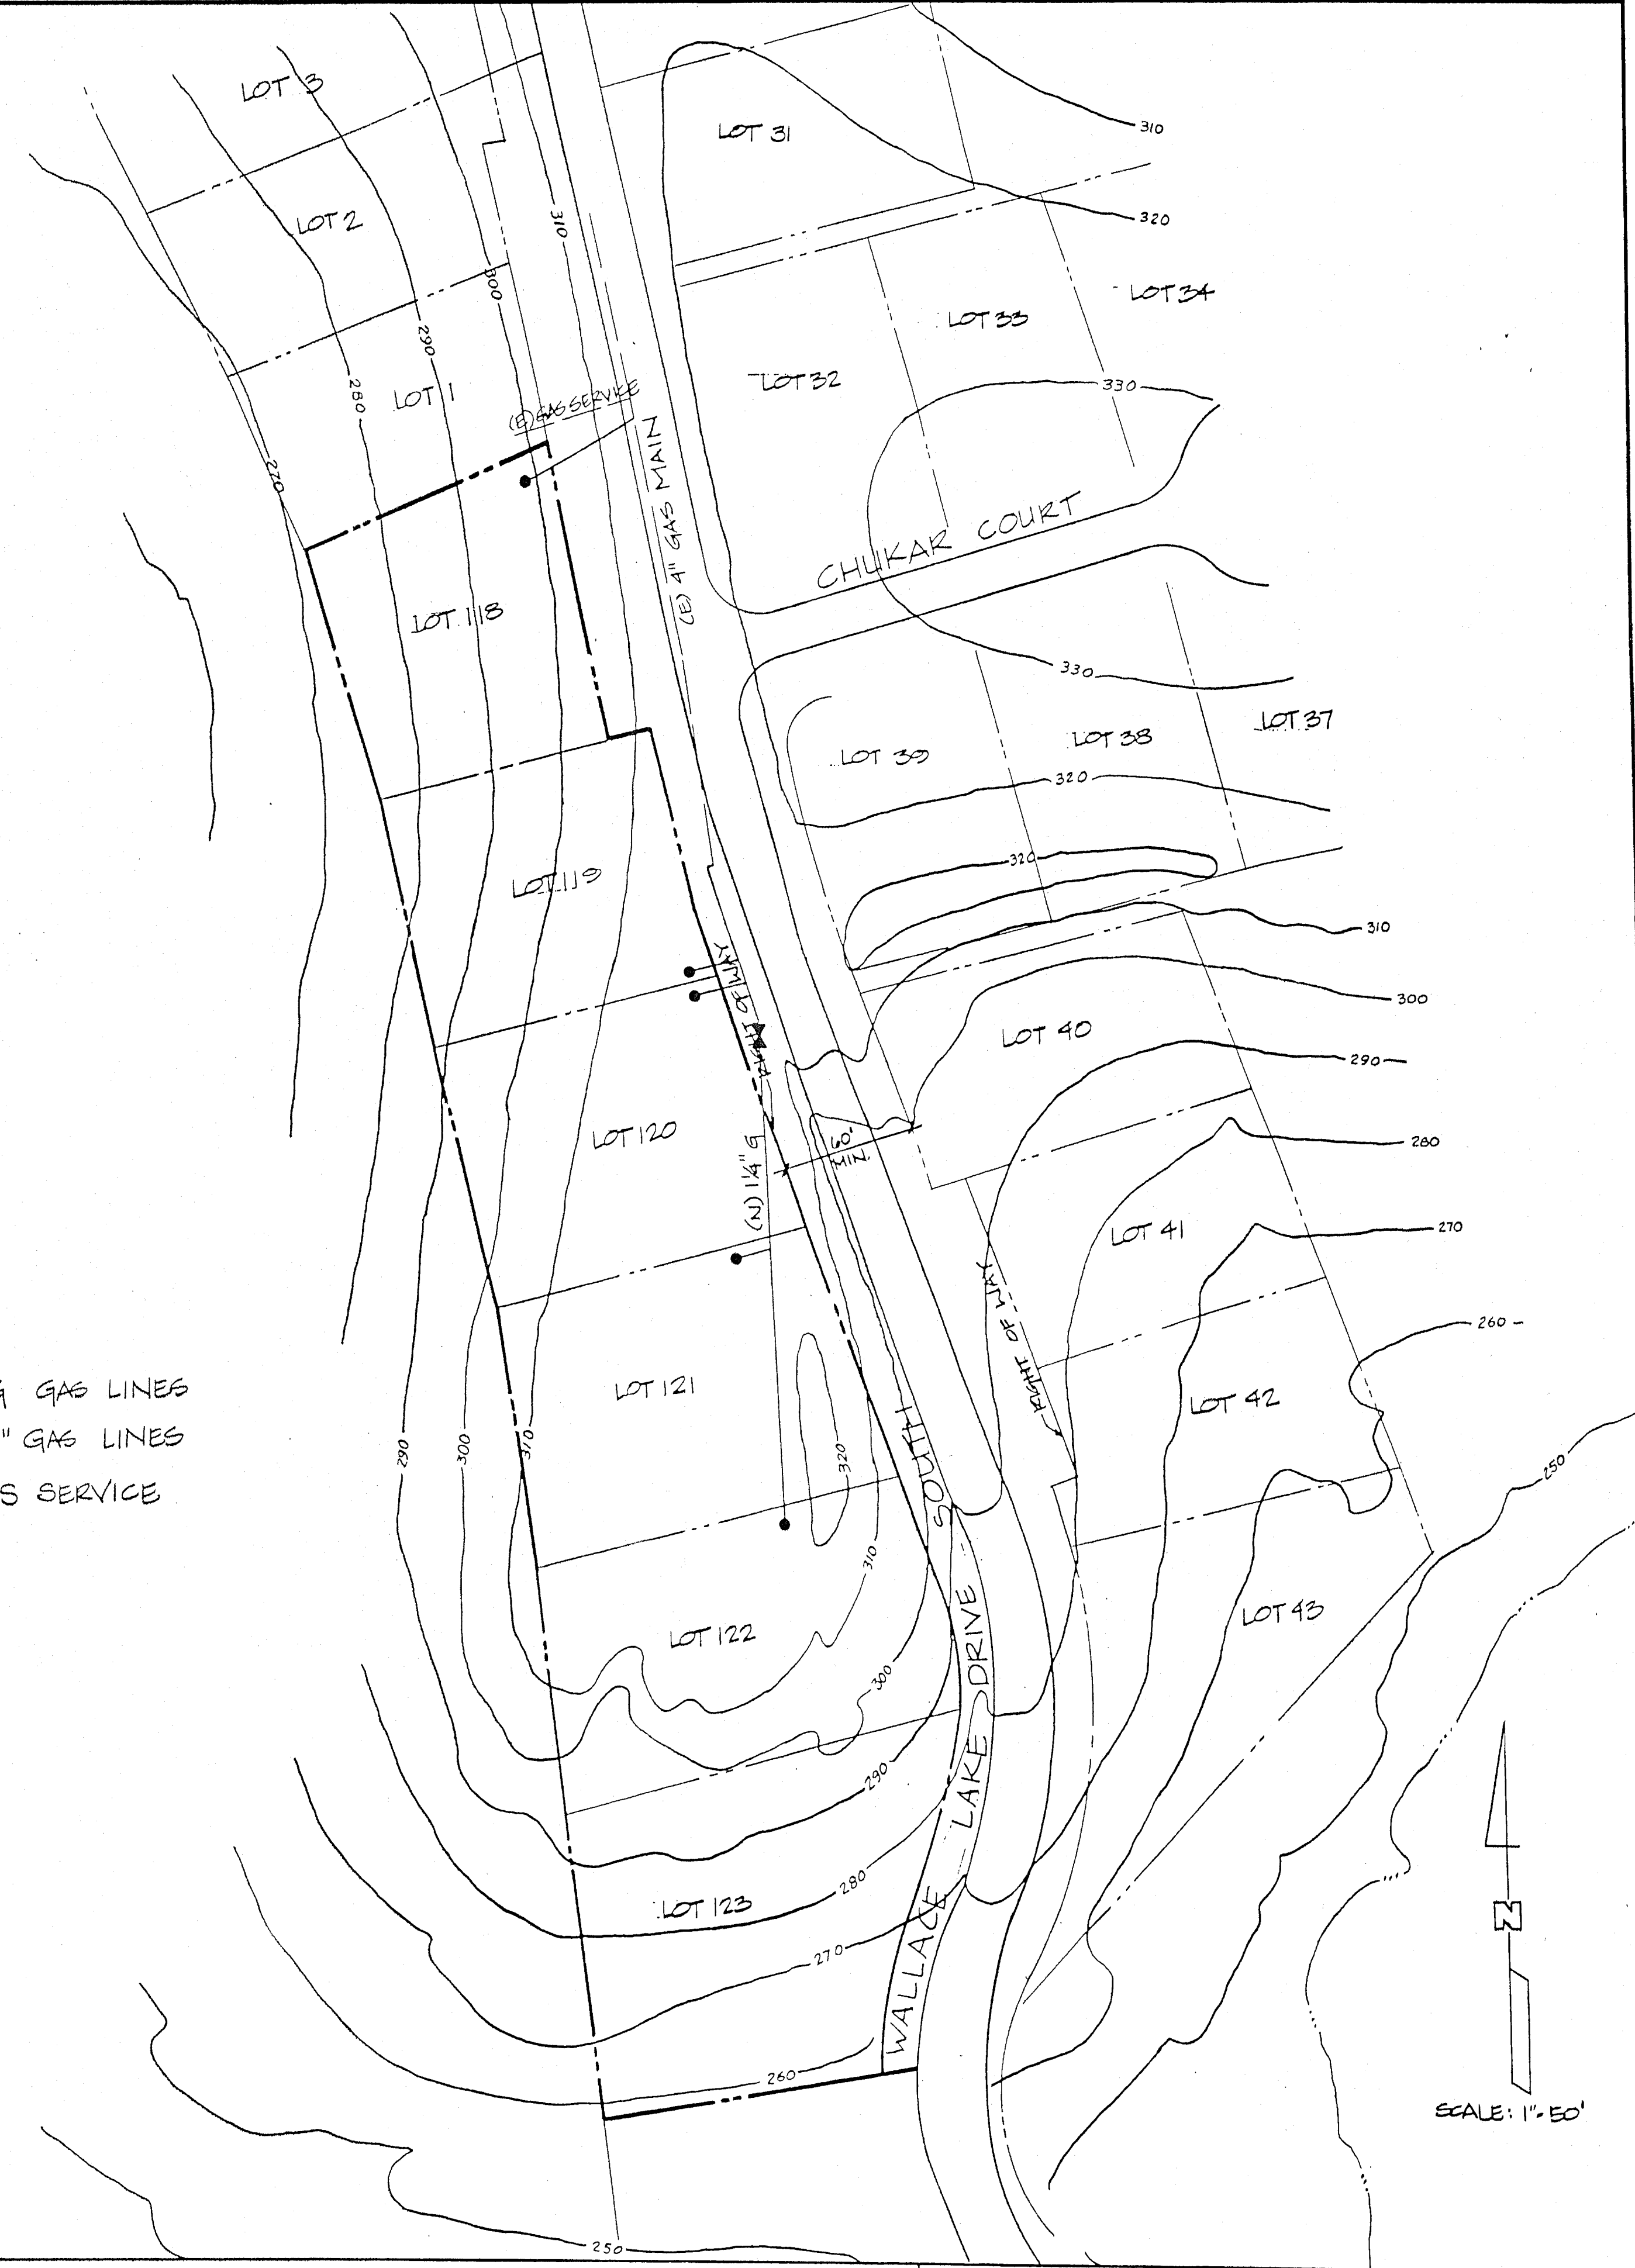 LOT 3
LOT 31
310
LOT 2
310
320
300
LOT 34
LOT 33
290
LOT 1
280
LOT 32
330
(E) GAS SERVICE
270
(E) 4" GAS MAIN
CHUKAR COURT
LOT 118
330
LOT 39
LOT 38
LOT 37
320
LOT 119
320
310
RIGHT OF WAY
300
LOT 40
290
LOT 120
(N) 1¼" G
60'
MIN.
280
LOT 41
270
RIGHT OF WAY
260
G GAS LINES
" GAS LINES
S SERVICE
LOT 121
LOT 42
290
300
310
320
250
310
LOT 122
LOT 43
300
290
280
LOT 123
270
WALLACE LAKE DRIVE SOUTH
N
260
SCALE: 1"=50'
250